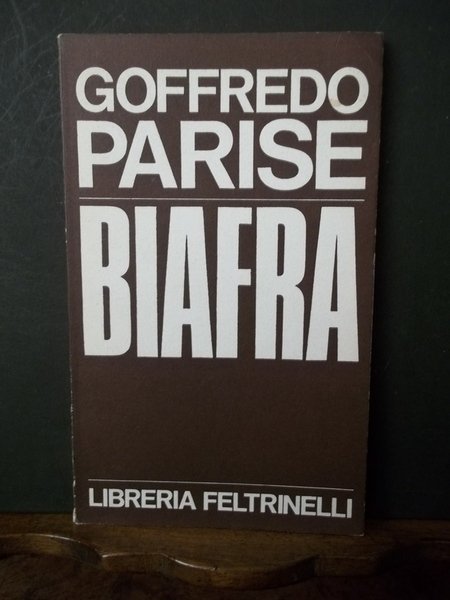 GOFFREDO
PARISE
BIAFRA
LIBRERIA FELTRINELLI